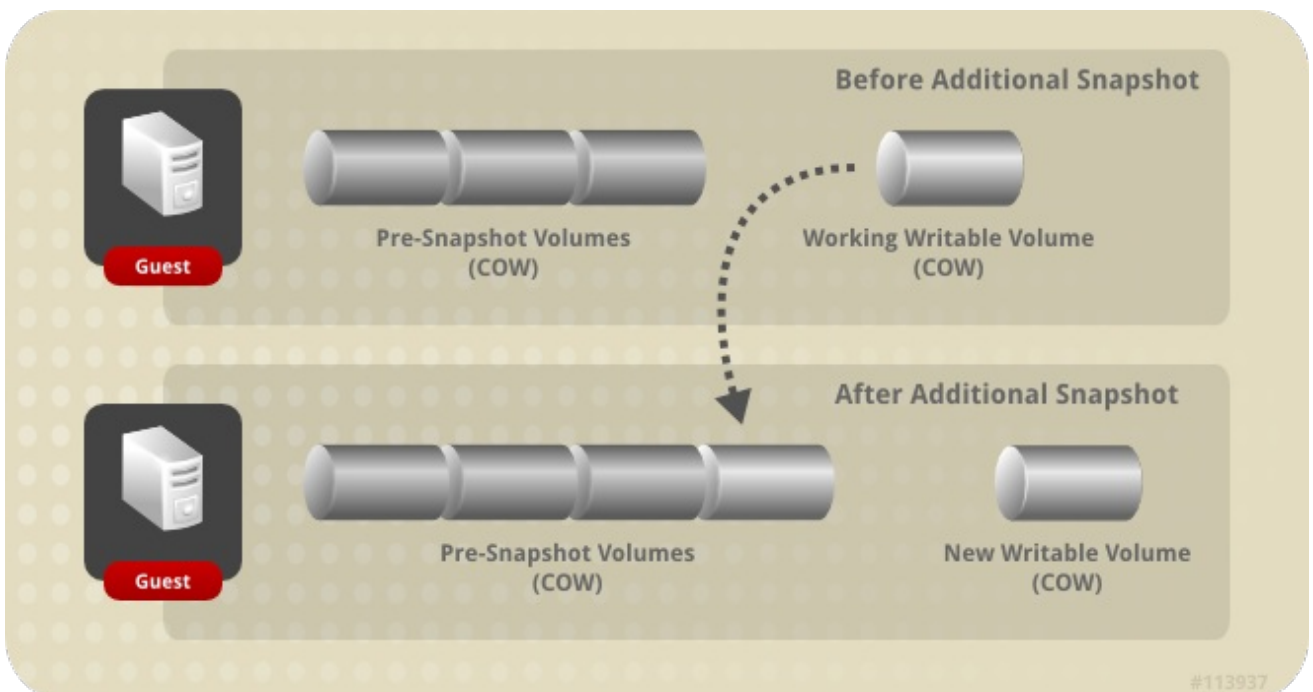 Before Additional Snapshot
Guest
Pre-Snapshot Volumes
(COW)
Working Writable Volume
(COW)
After Additional Snapshot
Guest
Pre-Snapshot Volumes
(COW)
New Writable Volume
(COW)
#113937